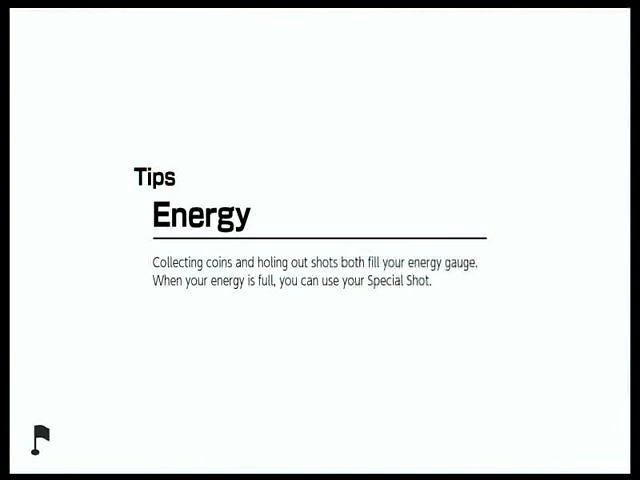 Tips
Energy
Collecting coins and holing out shots both fill your energy gauge.
When your energy is full, you can use your Special Shot.